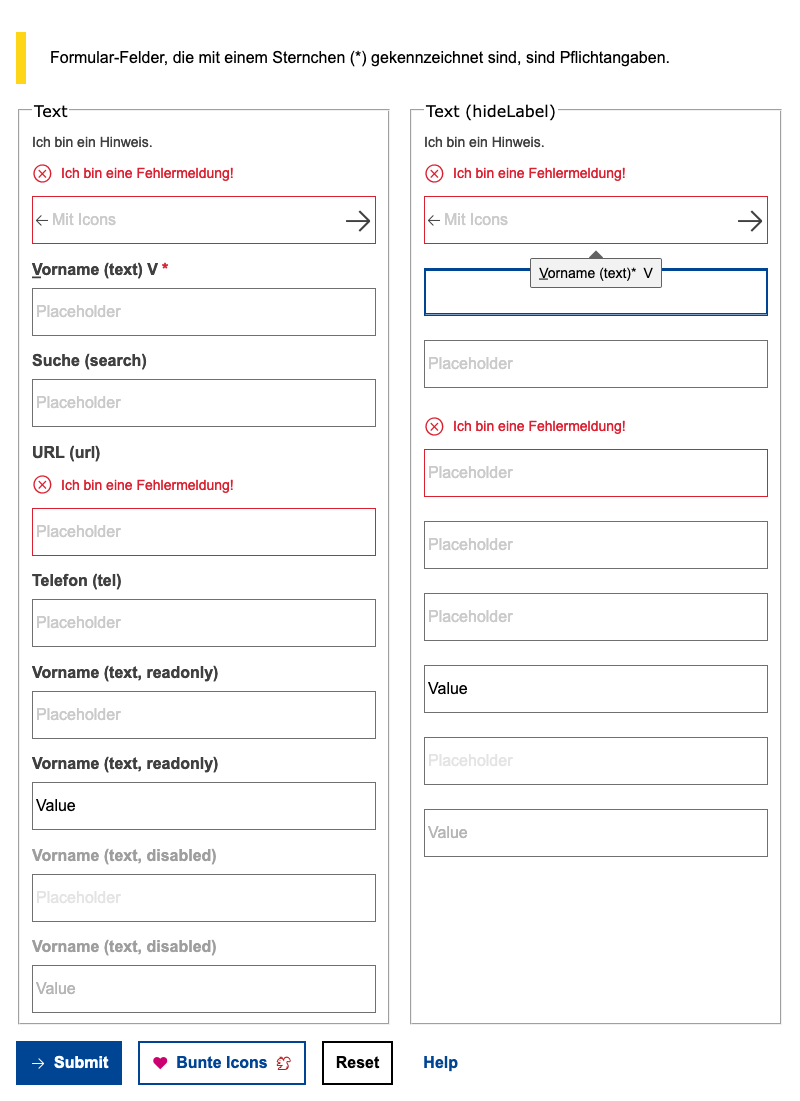 Formular-Felder, die mit einem Sternchen (*) gekennzeichnet sind, sind Pflichtangaben.
Text
Ich bin ein Hinweis.
Ich bin eine Fehlermeldung!
Mit Icons
Vorname (text) V *
Placeholder
Suche (search)
Placeholder
URL (url)
Ich bin eine Fehlermeldung!
Placeholder
Telefon (tel)
Placeholder
Vorname (text, readonly)
Placeholder
Vorname (text, readonly)
Value
Vorname (text, disabled)
Placeholder
Vorname (text, disabled)
Value
Text (hideLabel)
Ich bin ein Hinweis.
Ich bin eine Fehlermeldung!
Mit Icons
Vorname (text)* V
Placeholder
Ich bin eine Fehlermeldung!
Placeholder
Placeholder
Placeholder
Value
Placeholder
Value
Submit
Bunte Icons
Reset
Help